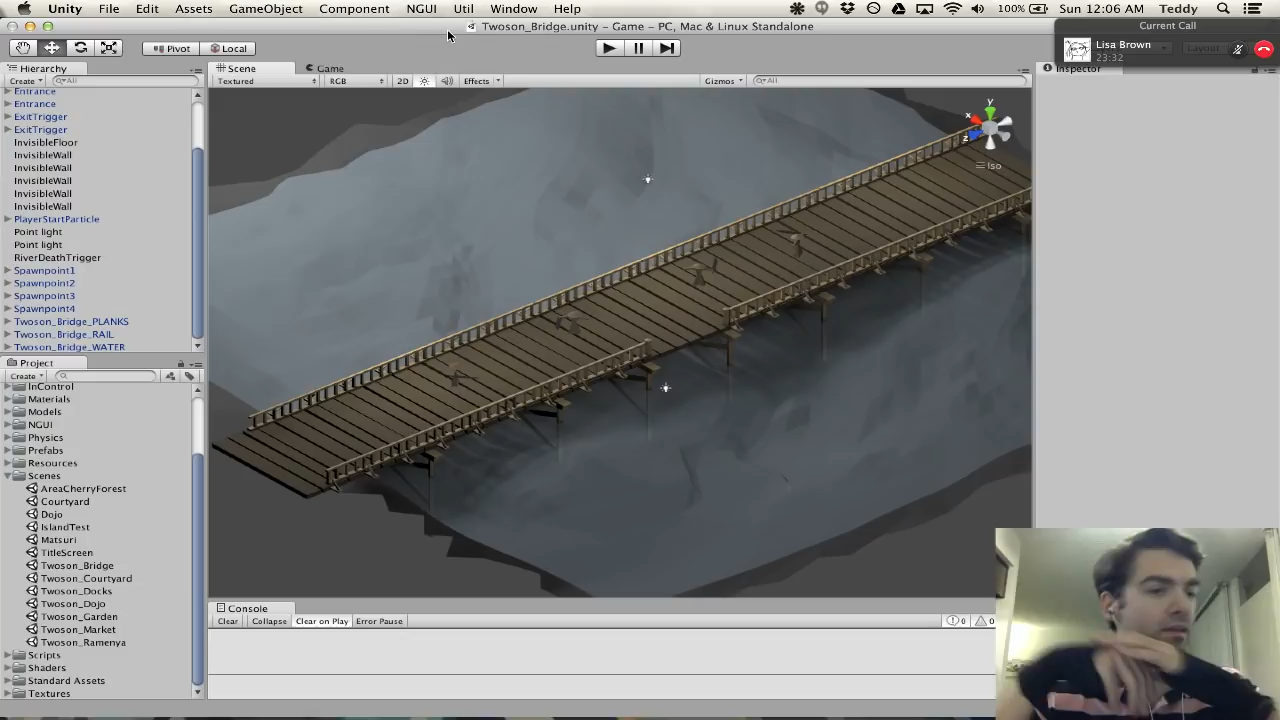 Unity File Edit Assets GameObject Component NGUI Util Window Help 100% Sun 12:06 AM Teddy
Twoson_Bridge.unity - Game - PC, Mac & Linux Standalone
Current Call
Lisa Brown
23:32
Layout
Pivot Local
Hierarchy
Create All
Entrance
Entrance
ExitTrigger
ExitTrigger
InvisibleFloor
InvisibleWall
InvisibleWall
InvisibleWall
InvisibleWall
InvisibleWall
PlayerStartParticle
Point light
Point light
RiverDeathTrigger
Spawnpoint1
Spawnpoint2
Spawnpoint3
Spawnpoint4
Twoson_Bridge_PLANKS
Twoson_Bridge_RAIL
Twoson_Bridge_WATER
Project
Create
InControl
Materials
Models
NGUI
Physics
Prefabs
Resources
Scenes
AreaCherryForest
Courtyard
Dojo
IslandTest
Matsuri
TitleScreen
Twoson_Bridge
Twoson_Courtyard
Twoson_Docks
Twoson_Dojo
Twoson_Garden
Twoson_Market
Twoson_Ramenya
Scripts
Shaders
Standard Assets
Textures
Scene Game
Textured RGB 2D Effects Gizmos All
y
x
z
Iso
Console
Clear Collapse Clear on Play Error Pause 0 0
Inspector